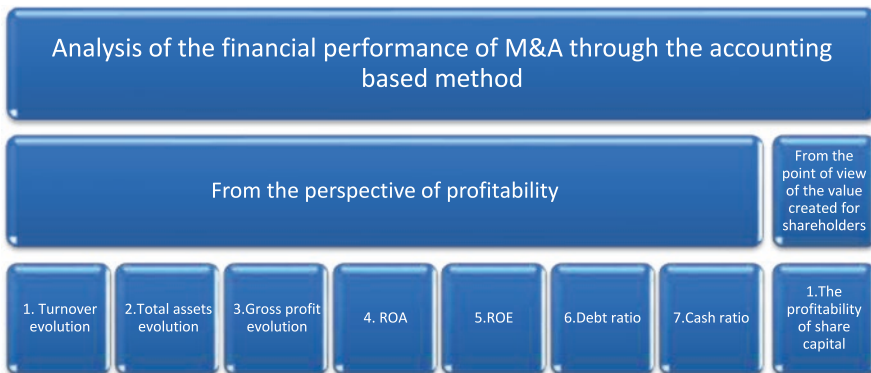 Analysis of the financial performance of M&A through the accounting
based method
From the perspective of profitability
From the
point of view
of the value
created for
shareholders
1. Turnover
evolution
2.Total assets
evolution
3.Gross profit
evolution
4. ROA
5.ROE
6.Debt ratio
7.Cash ratio
1.The
profitability
of share
capital